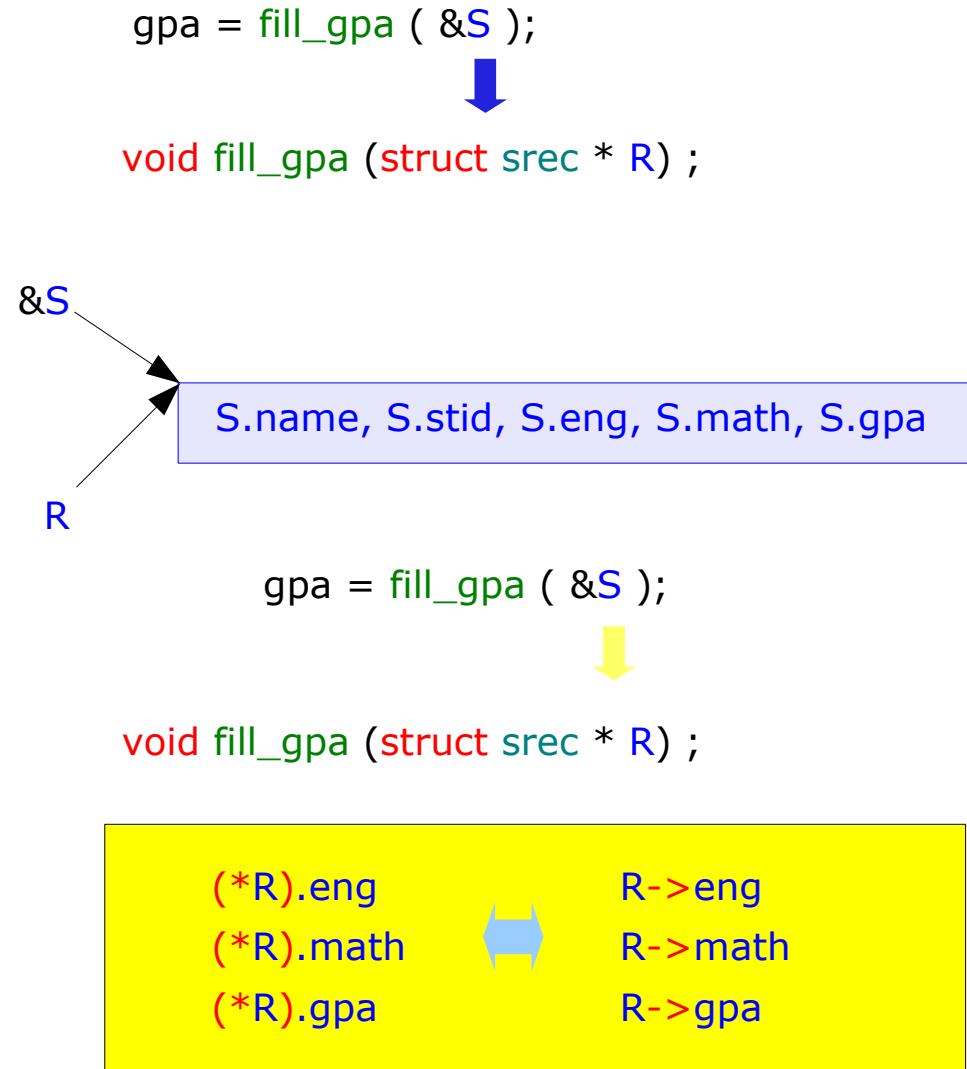 gpa = fill_gpa ( &S );
void fill_gpa (struct srec * R) ;
&S
S.name, S.stid, S.eng, S.math, S.gpa
R
gpa = fill_gpa ( &S );
void fill_gpa (struct srec * R) ;
(*R).eng R->eng
(*R).math R->math
(*R).gpa R->gpa